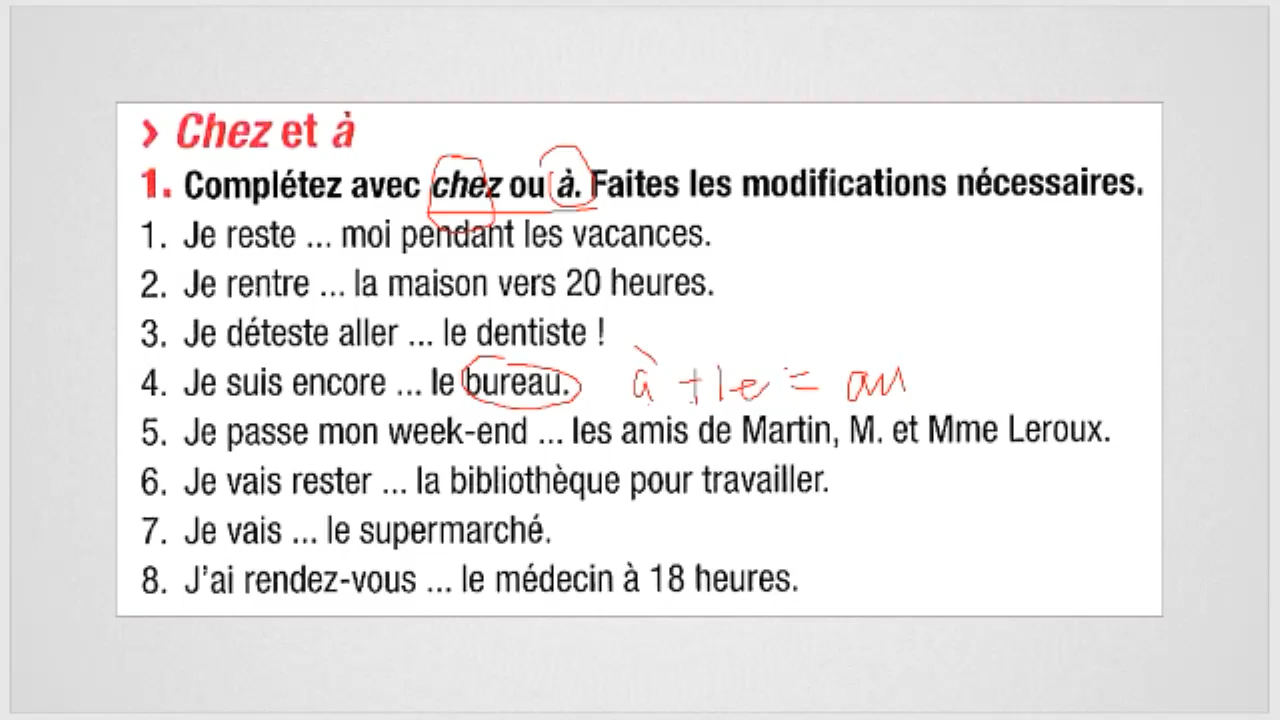 › Chez et à
1. Complétez avec chez ou à. Faites les modifications nécessaires.
1. Je reste ... moi pendant les vacances.
2. Je rentre ... la maison vers 20 heures.
3. Je déteste aller ... le dentiste !
4. Je suis encore ... le bureau. à + le = au
5. Je passe mon week-end ... les amis de Martin, M. et Mme Leroux.
6. Je vais rester ... la bibliothèque pour travailler.
7. Je vais ... le supermarché.
8. J'ai rendez-vous ... le médecin à 18 heures.